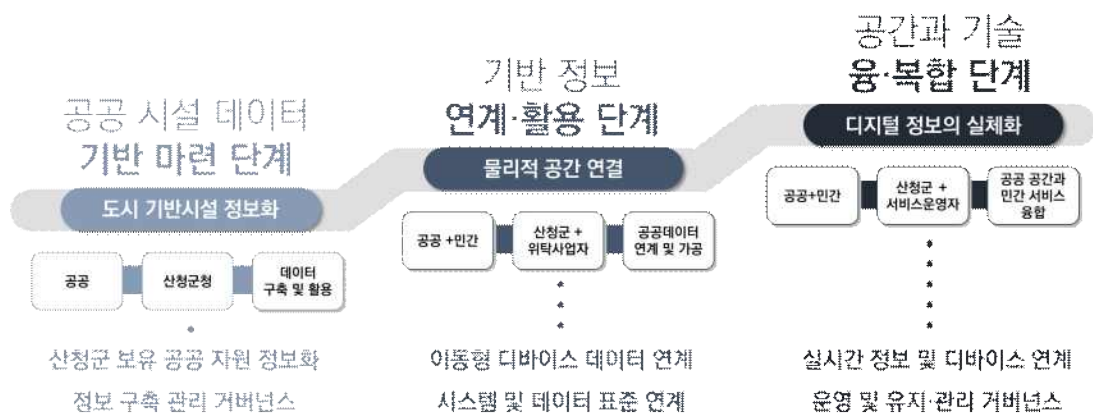 공공 시설 데이터
기반 마련 단계
도시 기반시설 정보화
공공
산청군청
데이터
구축 및 활용
산청군 보유 공공 자원 정보화
정보 구축 관리 거버넌스
기반 정보
연계·활용 단계
물리적 공간 연결
공공 +민간
산청군 +
위탁사업자
공공데이터
연계 및 가공
이동형 디바이스 데이터 연계
시스템 및 데이터 표준 연계
공간과 기술
융·복합 단계
디지털 정보의 실체화
공공+민간
산청군 +
서비스운영자
공공 공간과
민간 서비스
융합
실시간 정보 및 디바이스 연계
운영 및 유지·관리 거버넌스